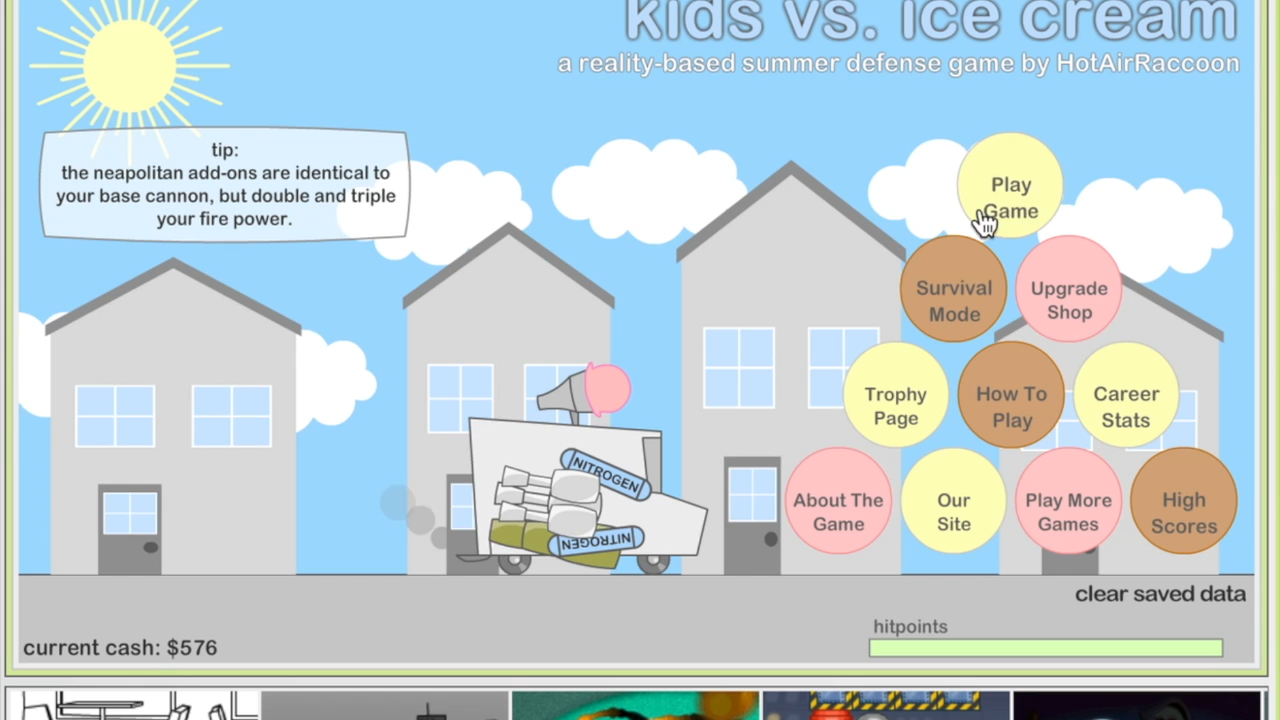 kids vs. ice cream
a reality-based summer defense game by HotAirRaccoon
tip:
the neapolitan add-ons are identical to
your base cannon, but double and triple
your fire power.
Play
Game
Survival
Mode
Upgrade
Shop
Trophy
Page
How To
Play
Career
Stats
NITROGEN
NITROGEN
About The
Game
Our
Site
Play More
Games
High
Scores
clear saved data
hitpoints
current cash: $576